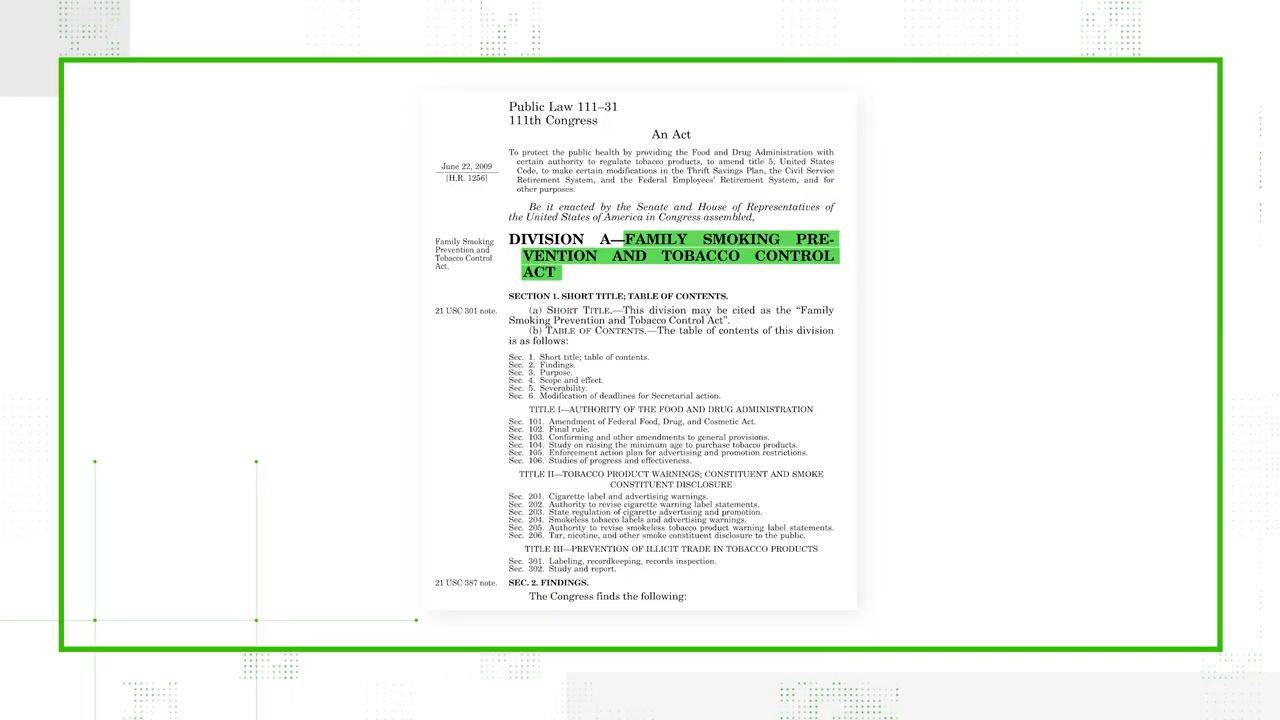 Public Law 111–31
111th Congress
An Act
To protect the public health by providing the Food and Drug Administration with
certain authority to regulate tobacco products, to amend title 5, United States
Code, to make certain modifications in the Thrift Savings Plan, the Civil Service
Retirement System, and the Federal Employees’ Retirement System, and for
other purposes.
June 22, 2009
[H.R. 1256]
Be it enacted by the Senate and House of Representatives of
the United States of America in Congress assembled,
Family Smoking
Prevention and
Tobacco Control
Act.
DIVISION A—FAMILY SMOKING PRE-
VENTION AND TOBACCO CONTROL
ACT
SECTION 1. SHORT TITLE; TABLE OF CONTENTS.
21 USC 301 note.
(a) SHORT TITLE.—This division may be cited as the “Family
Smoking Prevention and Tobacco Control Act”.
(b) TABLE OF CONTENTS.—The table of contents of this division
is as follows:
Sec. 1. Short title; table of contents.
Sec. 2. Findings.
Sec. 3. Purpose.
Sec. 4. Scope and effect.
Sec. 5. Severability.
Sec. 6. Modification of deadlines for Secretarial action.
TITLE I—AUTHORITY OF THE FOOD AND DRUG ADMINISTRATION
Sec. 101. Amendment of Federal Food, Drug, and Cosmetic Act.
Sec. 102. Final rule.
Sec. 103. Conforming and other amendments to general provisions.
Sec. 104. Study on raising the minimum age to purchase tobacco products.
Sec. 105. Enforcement action plan for advertising and promotion restrictions.
Sec. 106. Studies of progress and effectiveness.
TITLE II—TOBACCO PRODUCT WARNINGS; CONSTITUENT AND SMOKE
CONSTITUENT DISCLOSURE
Sec. 201. Cigarette label and advertising warnings.
Sec. 202. Authority to revise cigarette warning label statements.
Sec. 203. State regulation of cigarette advertising and promotion.
Sec. 204. Smokeless tobacco labels and advertising warnings.
Sec. 205. Authority to revise smokeless tobacco product warning label statements.
Sec. 206. Tar, nicotine, and other smoke constituent disclosure to the public.
TITLE III—PREVENTION OF ILLICIT TRADE IN TOBACCO PRODUCTS
Sec. 301. Labeling, recordkeeping, records inspection.
Sec. 302. Study and report.
21 USC 387 note.
SEC. 2. FINDINGS.
The Congress finds the following: